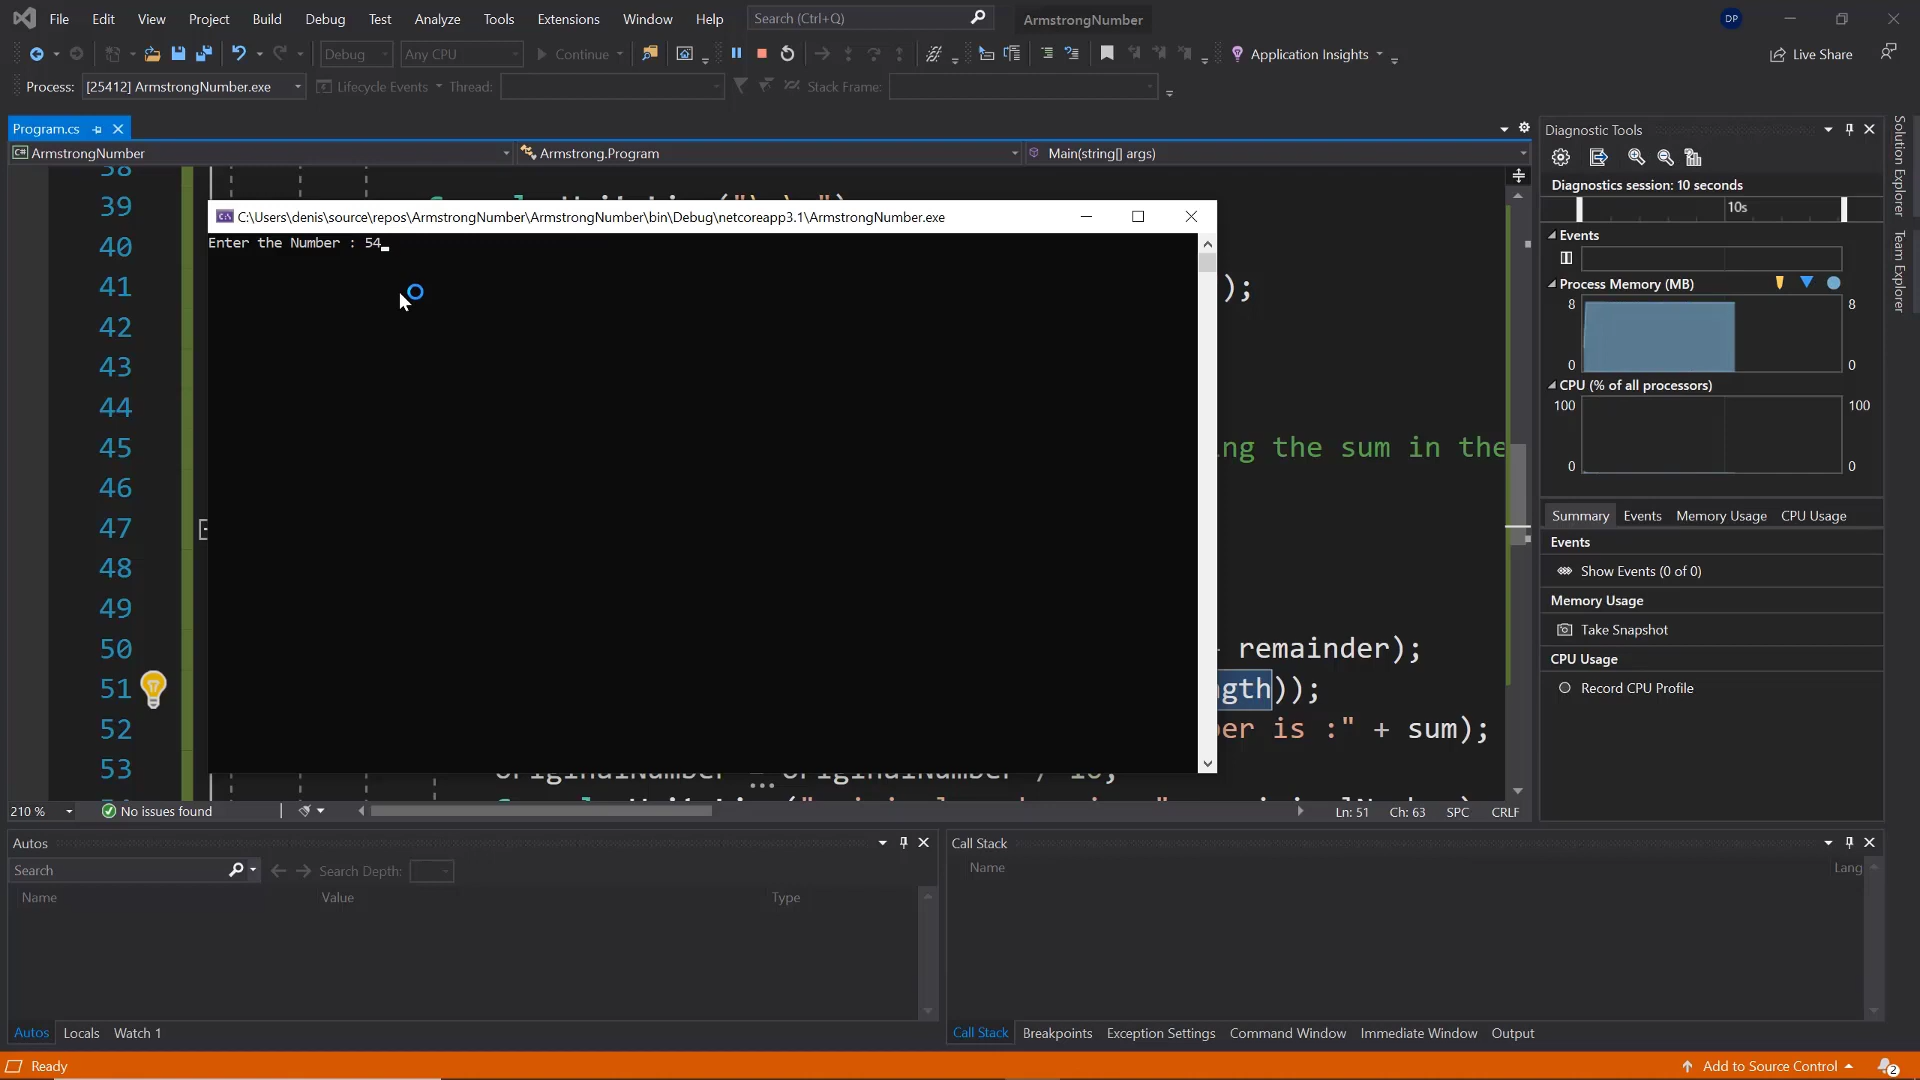 File Edit View Project Build Debug Test Analyze Tools Extensions Window Help Search (Ctrl+Q) ArmstrongNumber DP
Debug Any CPU Continue Application Insights Live Share
Process: [25412] ArmstrongNumber.exe Lifecycle Events Thread: Stack Frame:
Program.cs
ArmstrongNumber Armstrong.Program Main(string[] args)
38
39
40
41 );
42
43
44
45 ng the sum in the
46
47
48
49
50 remainder);
51 gth));
52 er is :" + sum);
53 originalNumber = originalNumber / 10;
C:\Users\denis\source\repos\ArmstrongNumber\ArmstrongNumber\bin\Debug\netcoreapp3.1\ArmstrongNumber.exe
Enter the Number : 54
210 % No issues found Ln: 51 Ch: 63 SPC CRLF
Diagnostic Tools
Diagnostics session: 10 seconds
10s
Events
Process Memory (MB)
8 8
0 0
CPU (% of all processors)
100 100
0 0
Summary Events Memory Usage CPU Usage
Events
Show Events (0 of 0)
Memory Usage
Take Snapshot
CPU Usage
Record CPU Profile
Solution Explorer
Team Explorer
Autos
Search Search Depth:
Name Value Type
Autos Locals Watch 1
Call Stack
Name Lang
Call Stack Breakpoints Exception Settings Command Window Immediate Window Output
Ready Add to Source Control 2